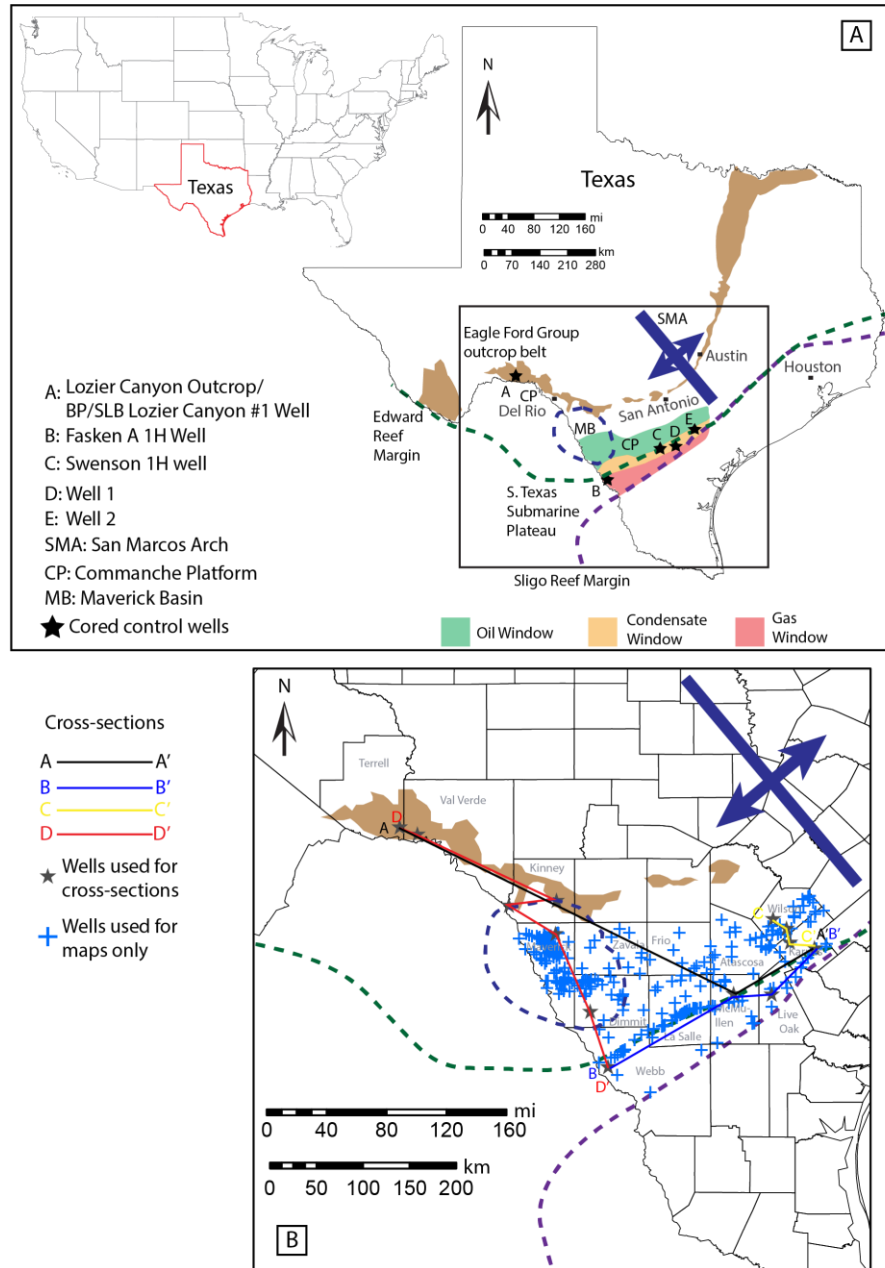 A
N
Texas
Texas
0 40 80 120 160 mi
0 70 140 210 280 km
SMA
Eagle Ford Group
outcrop belt
Austin
Houston
A
CP
Del Rio
San Antonio
A: Lozier Canyon Outcrop/
BP/SLB Lozier Canyon #1 Well
B: Fasken A 1H Well
C: Swenson 1H well
D: Well 1
E: Well 2
SMA: San Marcos Arch
CP: Commanche Platform
MB: Maverick Basin
Cored control wells
Edward
Reef
Margin
MB
CP
C
D
E
B
S. Texas
Submarine
Plateau
Sligo Reef Margin
Oil Window
Condensate
Window
Gas
Window
N
Cross-sections
A A'
B B'
C C'
D D'
Wells used for
cross-sections
Wells used for
maps only
Terrell
Val Verde
D
A
Kinney
C
C'
A'
B'
Zavala
Frio
Atascosa
Dimmit
La Salle
McMu-
llen
Live
Oak
Webb
B
D'
mi
0 40 80 120 160
km
0 50 100 150 200
B